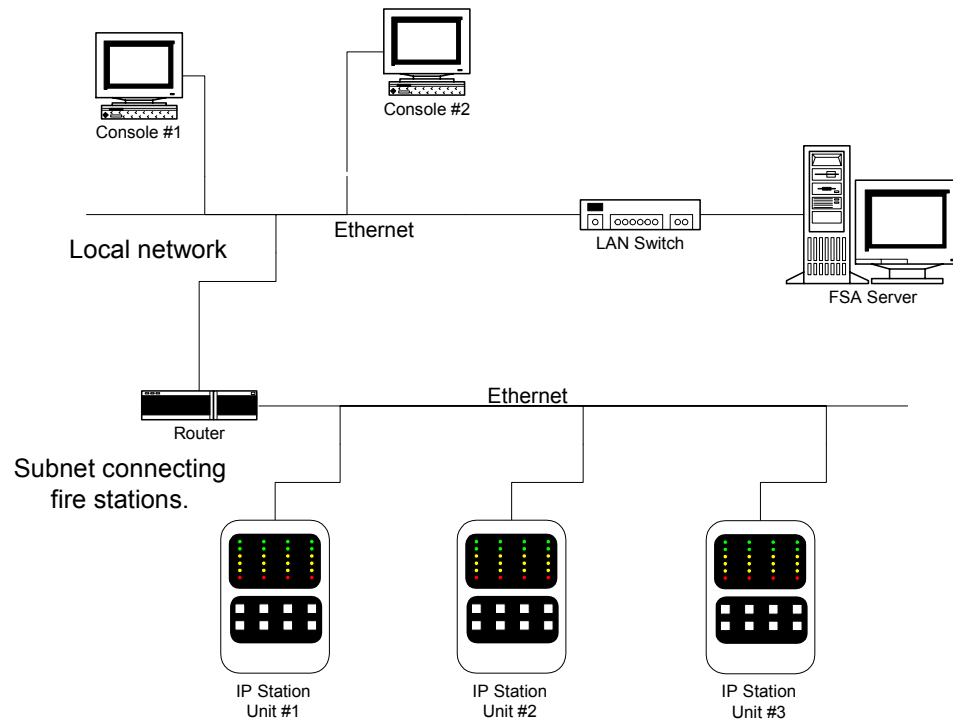 Console #1
Console #2
Ethernet
Local network
LAN Switch
FSA Server
Ethernet
Router
Subnet connecting
fire stations.
IP Station
Unit #1
IP Station
Unit #2
IP Station
Unit #3